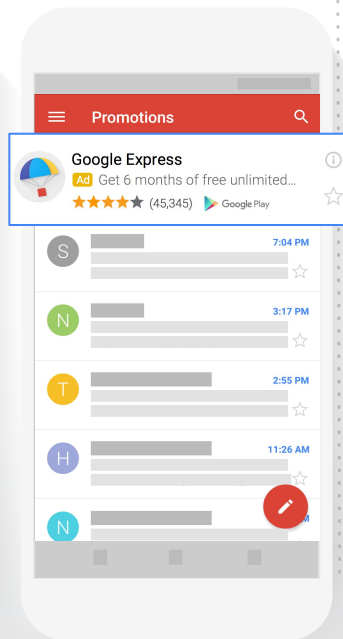 Promotions
Google Express
Ad Get 6 months of free unlimited...
(45,345) Google Play
S
7:04 PM
N
3:17 PM
T
2:55 PM
H
11:26 AM
N
M